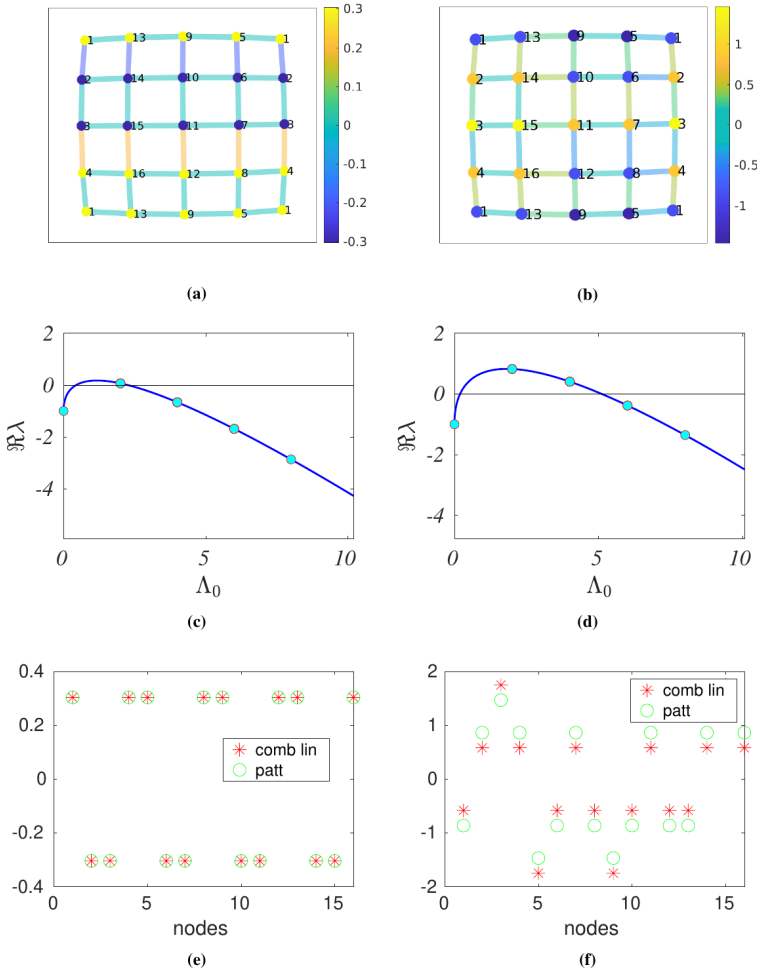 1 13 9 5 1
2 14 10 6 2
3 15 11 7 3
4 16 12 8 4
1 13 9 5 1
0.3
0.2
0.1
0
-0.1
-0.2
-0.3
(a)
1 13 9 5 1
2 14 10 6 2
3 15 11 7 3
4 16 12 8 4
1 13 9 5 1
1
0.5
0
-0.5
-1
(b)
2
0
-2
-4
ℜλ
0 5 10
Λ₀
(c)
2
0
-2
-4
ℜλ
0 5 10
Λ₀
(d)
0.4
0.2
0
-0.2
-0.4
comb lin
patt
0 5 10 15
nodes
(e)
2
1
0
-1
-2
comb lin
patt
0 5 10 15
nodes
(f)